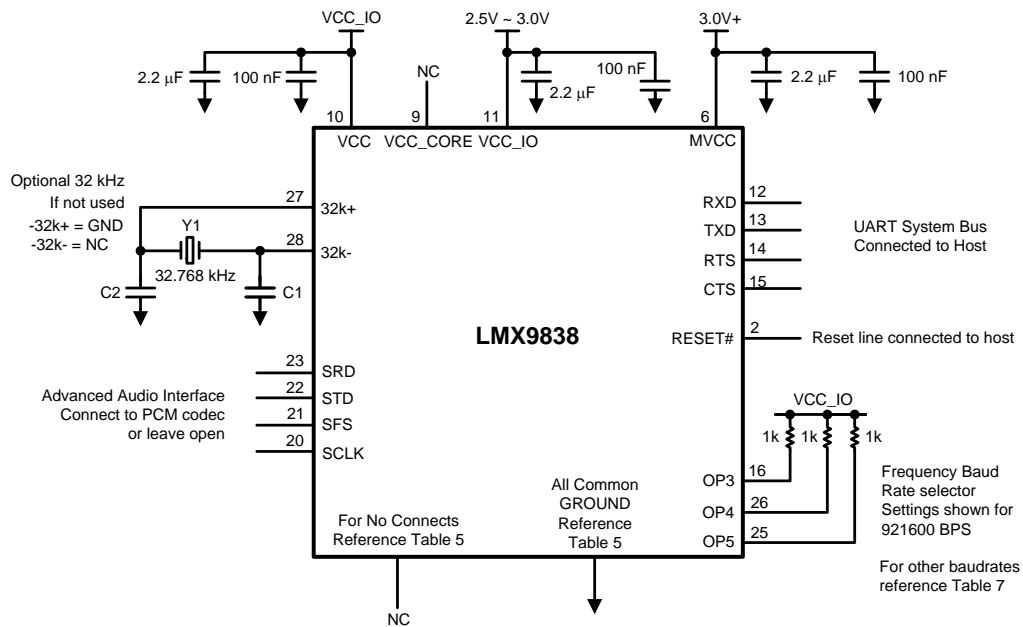 VCC_IO
2.5V ~ 3.0V
3.0V+
2.2 μF
100 nF
NC
2.2 μF
100 nF
2.2 μF
100 nF
10
9
11
6
VCC
VCC_CORE
VCC_IO
MVCC
Optional 32 kHz
If not used
-32k+ = GND
-32k- = NC
27
32k+
Y1
28
32k-
32.768 kHz
C2
C1
RXD
12
TXD
13
RTS
14
CTS
15
UART System Bus
Connected to Host
LMX9838
RESET#
2
Reset line connected to host
Advanced Audio Interface
Connect to PCM codec
or leave open
23
SRD
22
STD
21
SFS
20
SCLK
VCC_IO
1k
1k
1k
OP3
16
OP4
26
OP5
25
Frequency Baud
Rate selector
Settings shown for
921600 BPS
For other baudrates
reference Table 7
For No Connects
Reference Table 5
All Common
GROUND
Reference
Table 5
NC